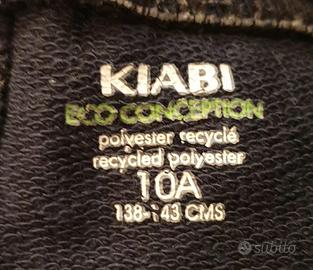 KIABI
ECO CONCEPTION
polyester recyclé
recycled polyester
10A
138-143 CMS
subito